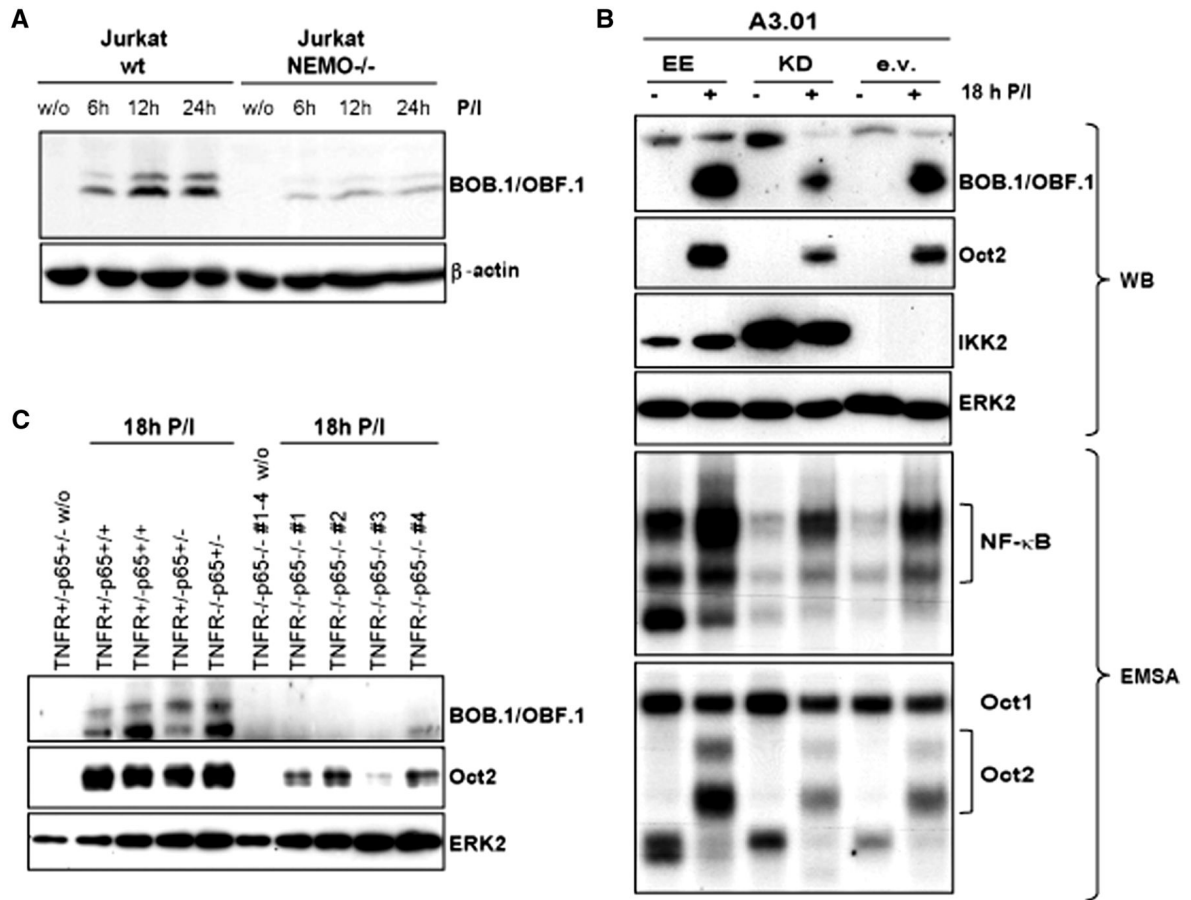 A
Jurkat wt
Jurkat NEMO-/-
w/o 6h 12h 24h w/o 6h 12h 24h P/I
BOB.1/OBF.1
β-actin
B
A3.01
EE KD e.v.
- + - + - + 18 h P/I
BOB.1/OBF.1
Oct2
IKK2
ERK2
WB
NF-κB
Oct1
Oct2
EMSA
C
18h P/I 18h P/I
TNFR+/-p65+/- w/o
TNFR+/-p65+/+
TNFR+/-p65+/+
TNFR+/-p65+/-
TNFR-/-p65+/-
TNFR-/-p65-/- #1-4 w/o
TNFR-/-p65-/- #1
TNFR-/-p65-/- #2
TNFR-/-p65-/- #3
TNFR-/-p65-/- #4
BOB.1/OBF.1
Oct2
ERK2